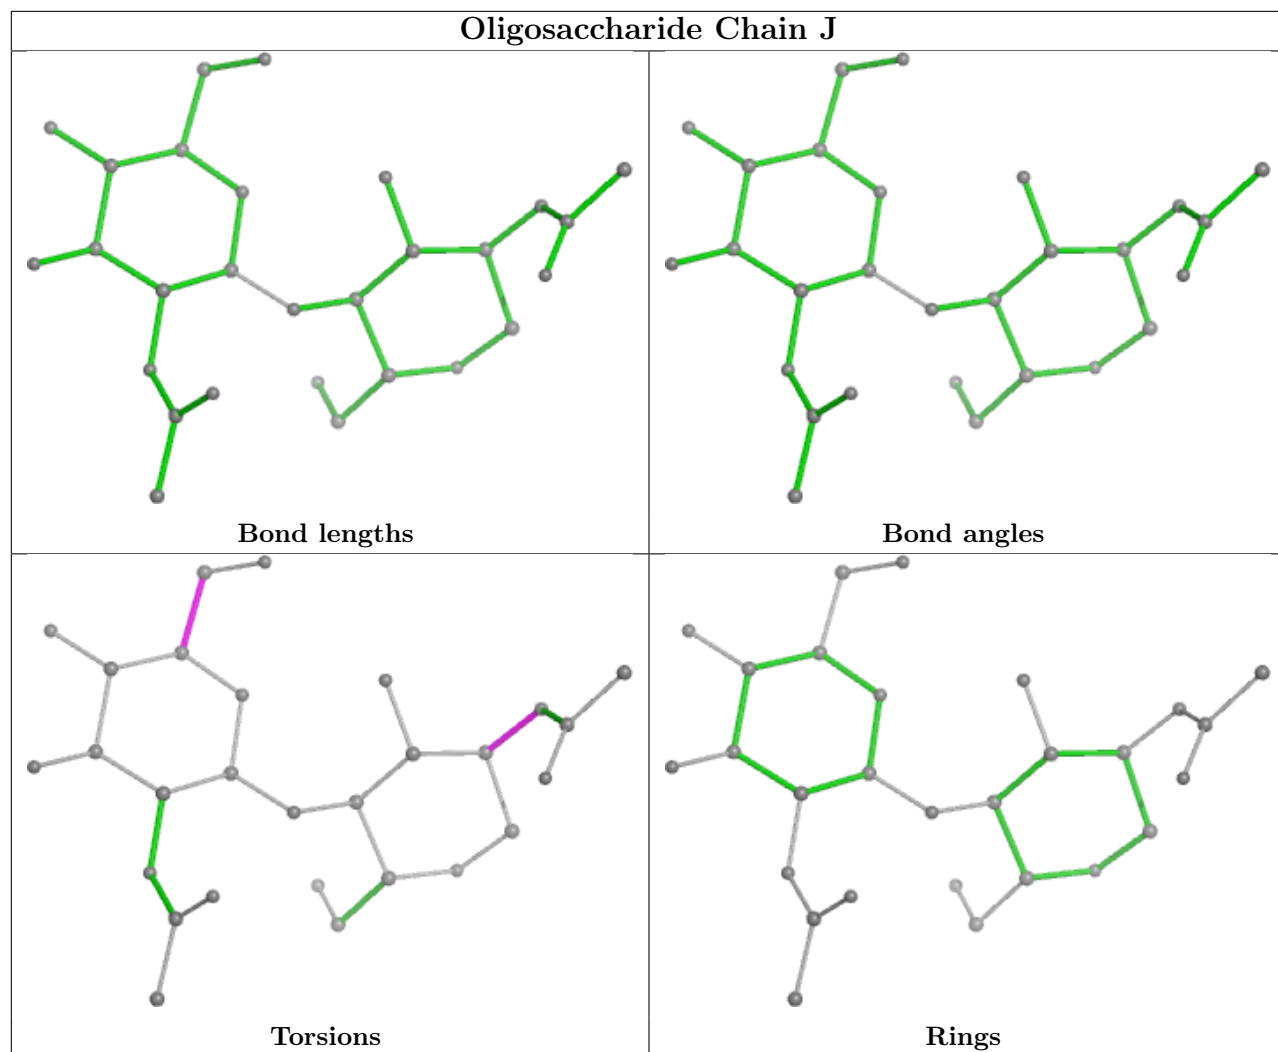 Oligosaccharide Chain J
Bond lengths
Bond angles
Torsions
Rings